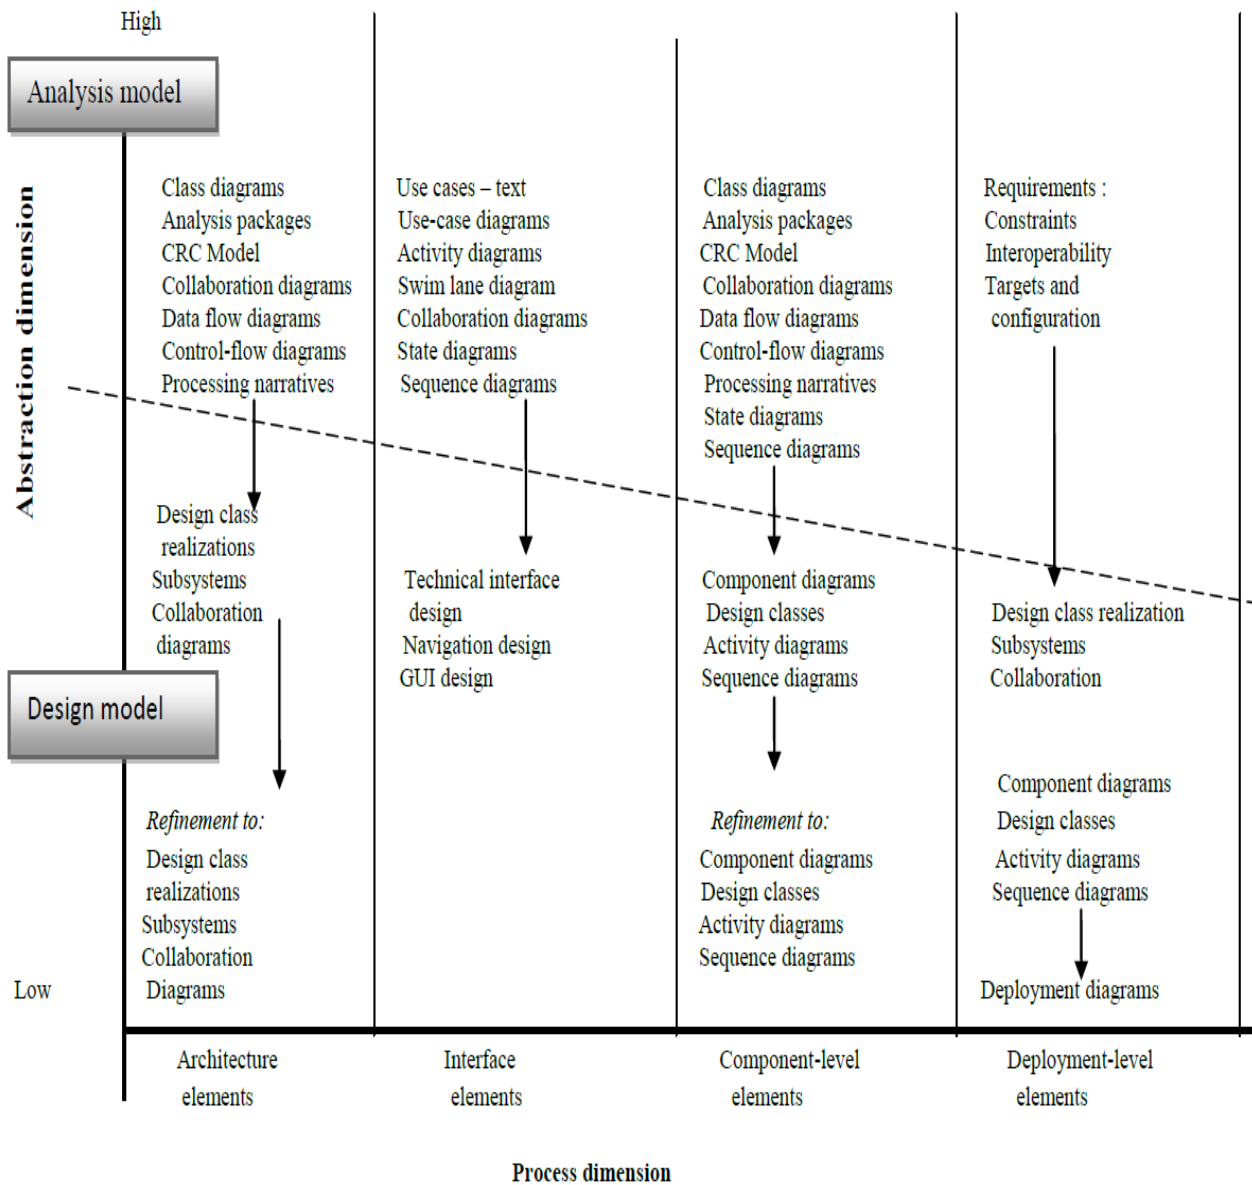 High
Analysis model
Abstraction dimension
Class diagrams
Analysis packages
CRC Model
Collaboration diagrams
Data flow diagrams
Control-flow diagrams
Processing narratives
Design class
realizations
Subsystems
Collaboration
diagrams
Design model
Refinement to:
Design class
realizations
Subsystems
Collaboration
Diagrams
Low
Architecture
elements
Use cases – text
Use-case diagrams
Activity diagrams
Swim lane diagram
Collaboration diagrams
State diagrams
Sequence diagrams
Technical interface
design
Navigation design
GUI design
Interface
elements
Class diagrams
Analysis packages
CRC Model
Collaboration diagrams
Data flow diagrams
Control-flow diagrams
Processing narratives
State diagrams
Sequence diagrams
Component diagrams
Design classes
Activity diagrams
Sequence diagrams
Refinement to:
Component diagrams
Design classes
Activity diagrams
Sequence diagrams
Component-level
elements
Requirements :
Constraints
Interoperability
Targets and
configuration
Design class realization
Subsystems
Collaboration
Component diagrams
Design classes
Activity diagrams
Sequence diagrams
Deployment diagrams
Deployment-level
elements
Process dimension